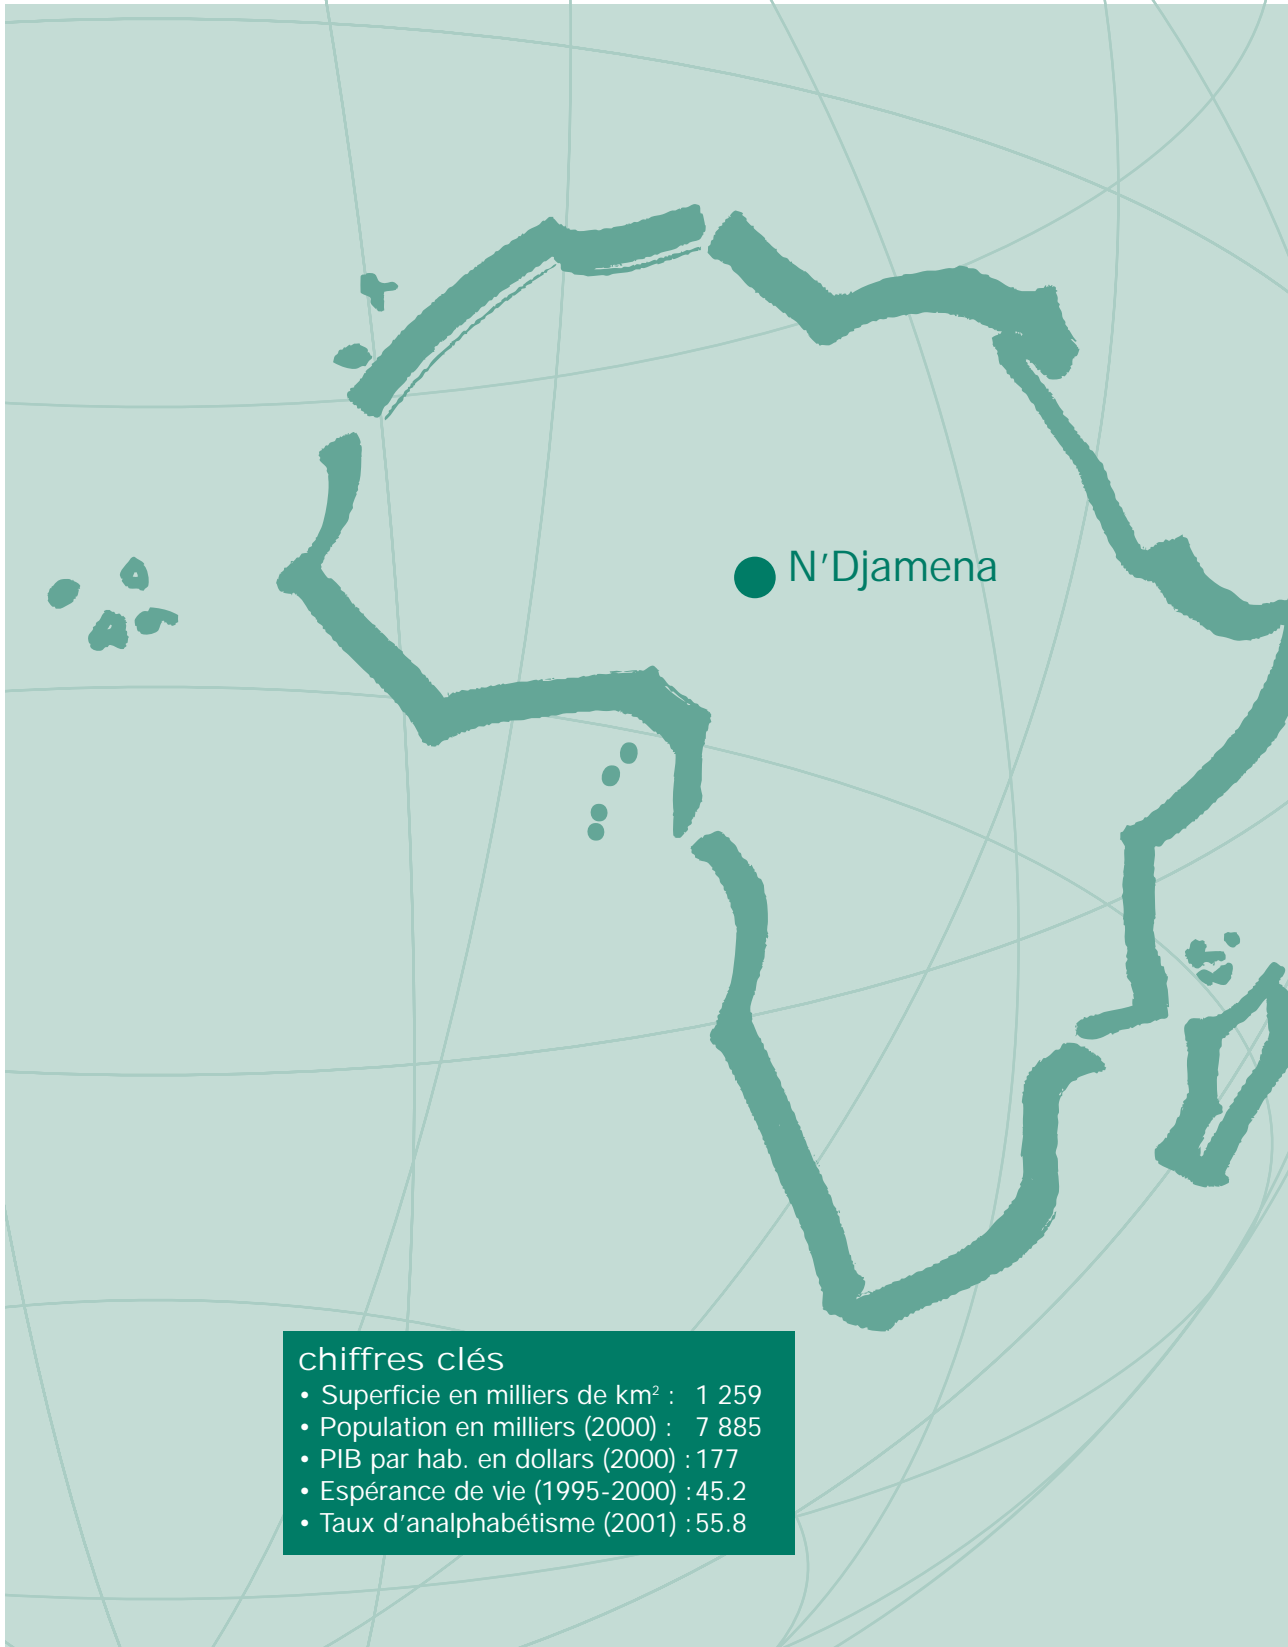 N'Djamena
chiffres clés
• Superficie en milliers de km² : 1 259
• Population en milliers (2000) : 7 885
• PIB par hab. en dollars (2000) : 177
• Espérance de vie (1995-2000) : 45.2
• Taux d'analphabétisme (2001) : 55.8